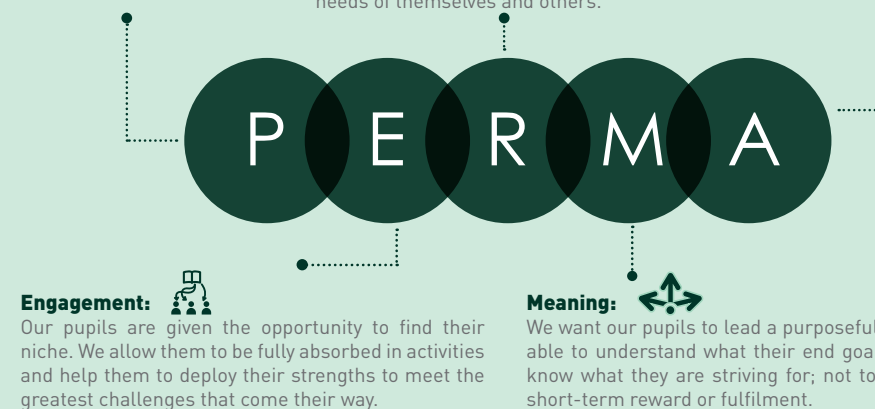 needs of themselves and others.
P E R M A
Engagement:
Our pupils are given the opportunity to find their
niche. We allow them to be fully absorbed in activities
and help them to deploy their strengths to meet the
greatest challenges that come their way.
Meaning:
We want our pupils to lead a purposeful
able to understand what their end goa
know what they are striving for; not to
short-term reward or fulfilment.